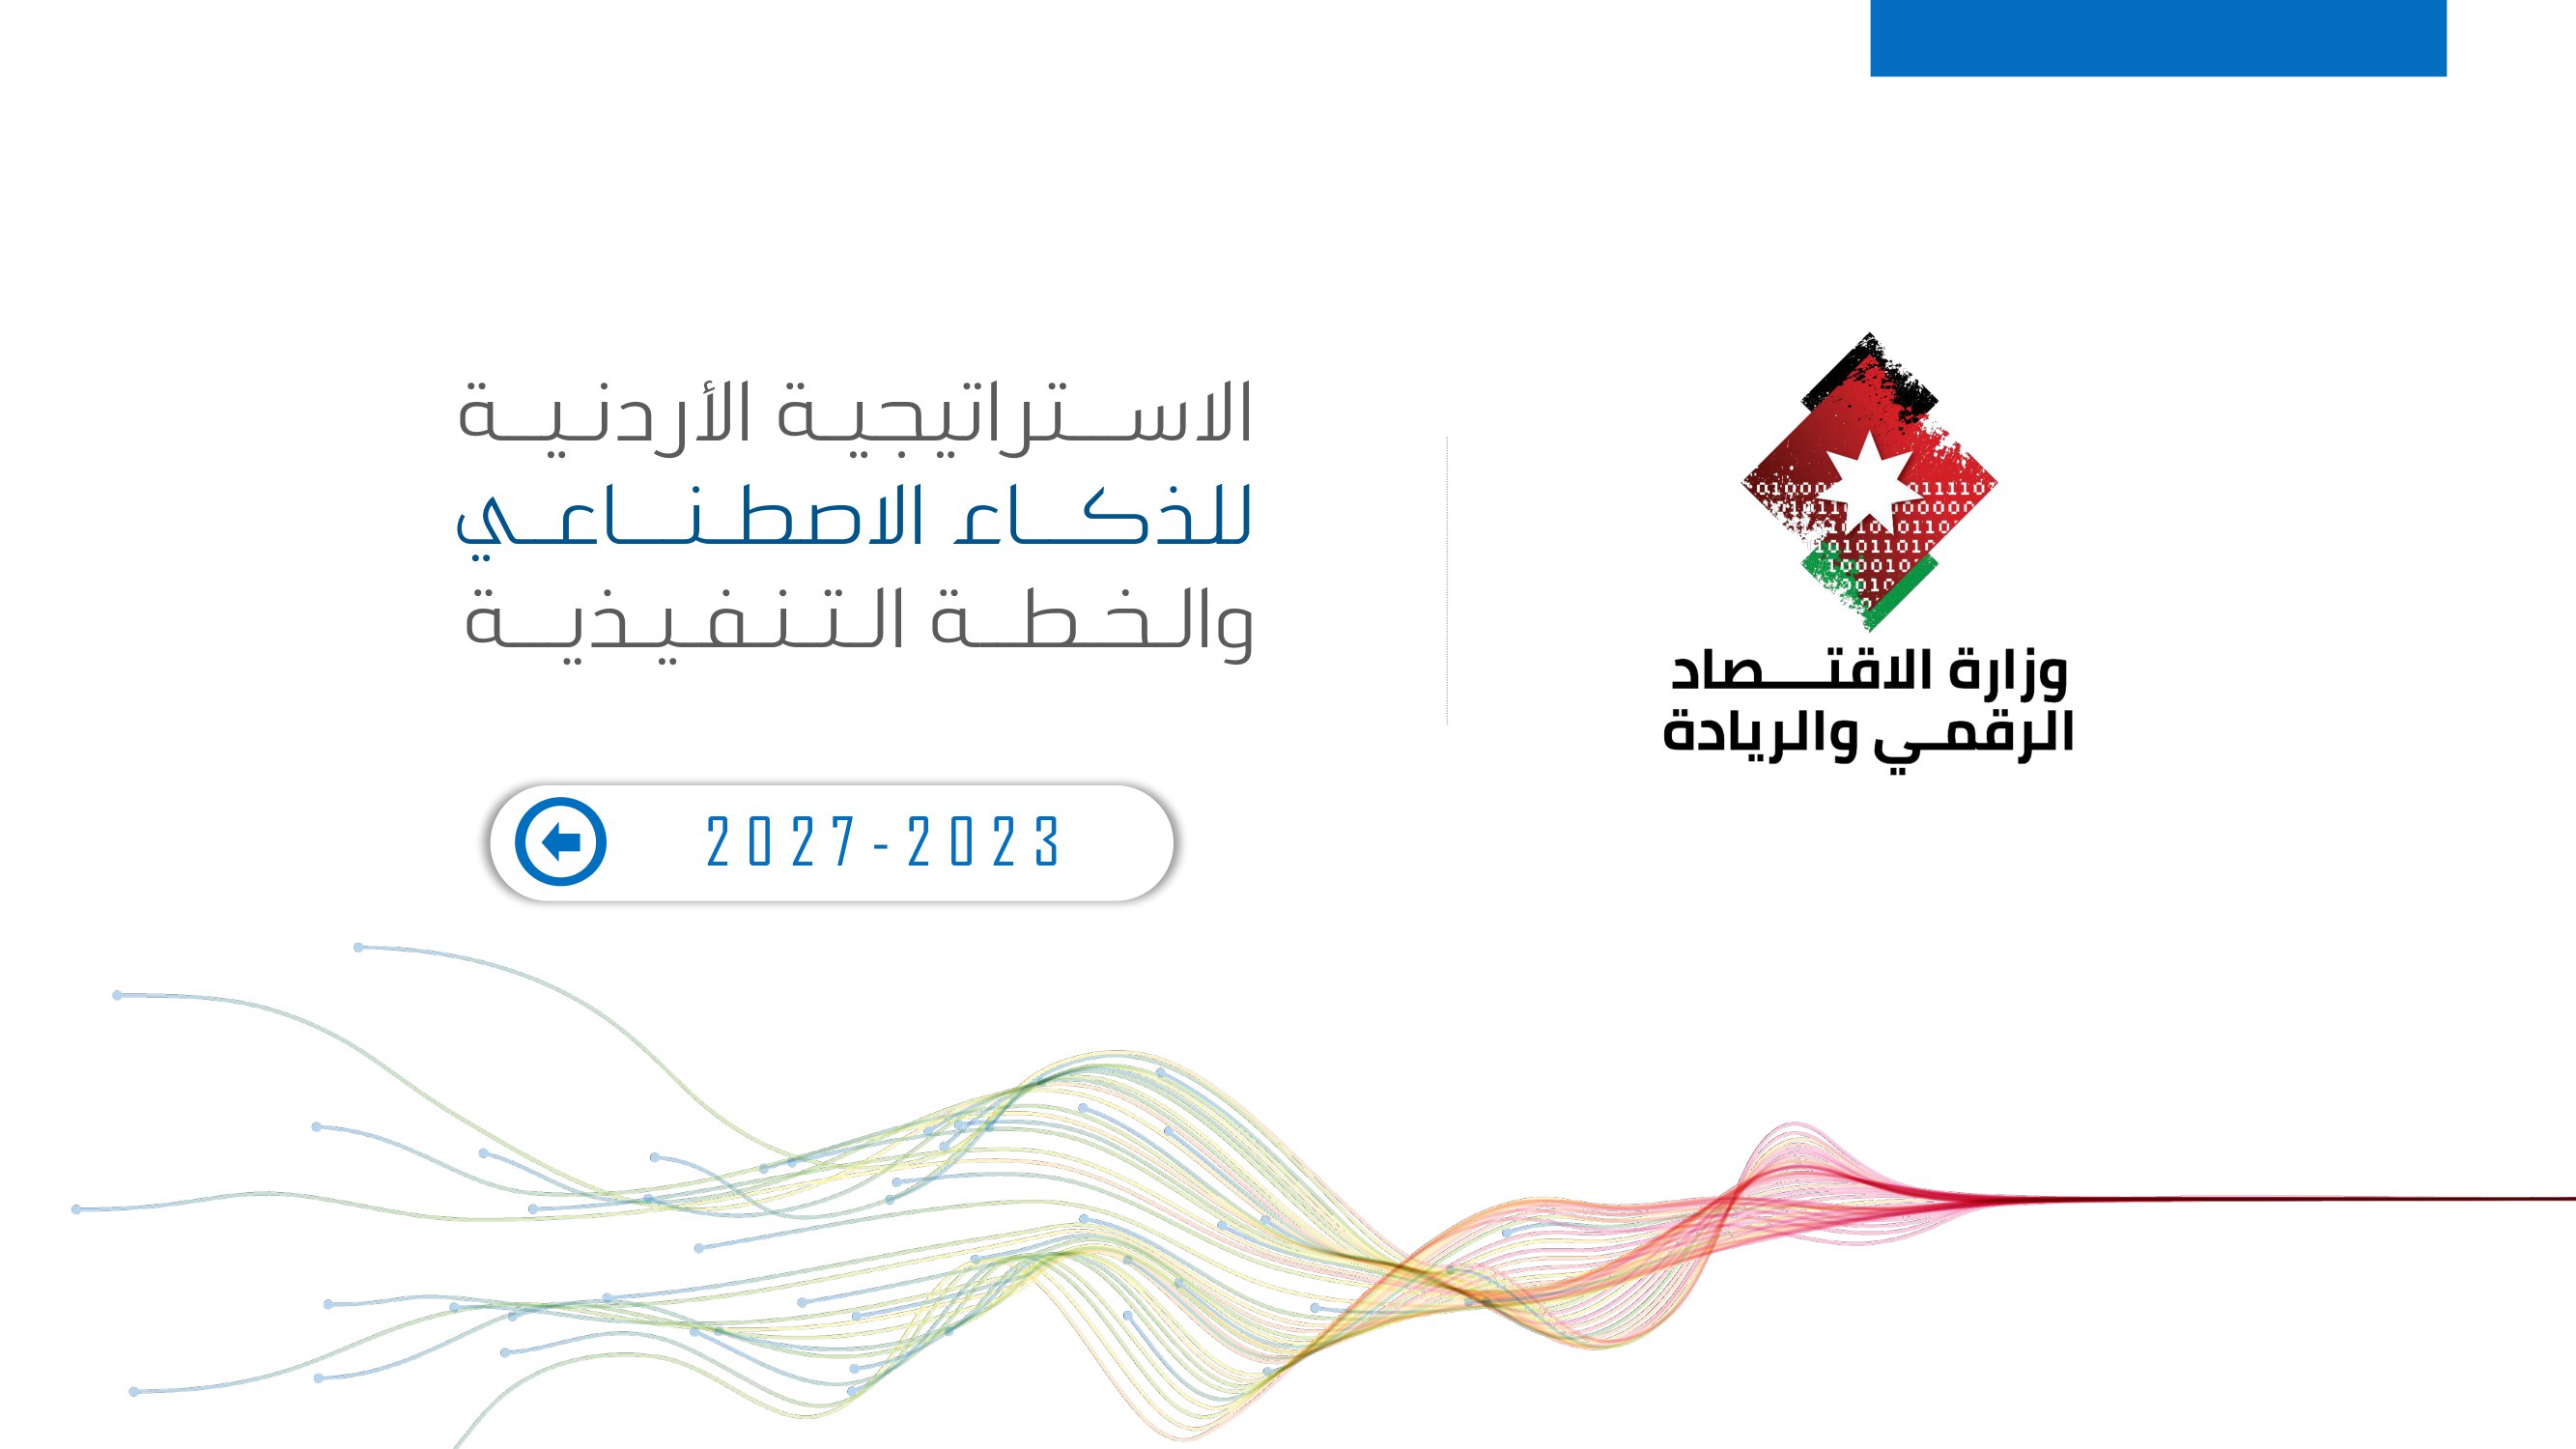 وزارة الاقتصاد
الرقمي والريادة
الاستراتيجية الأردنية
للذكاء الاصطناعي
والخطة التنفيذية
2027-2023